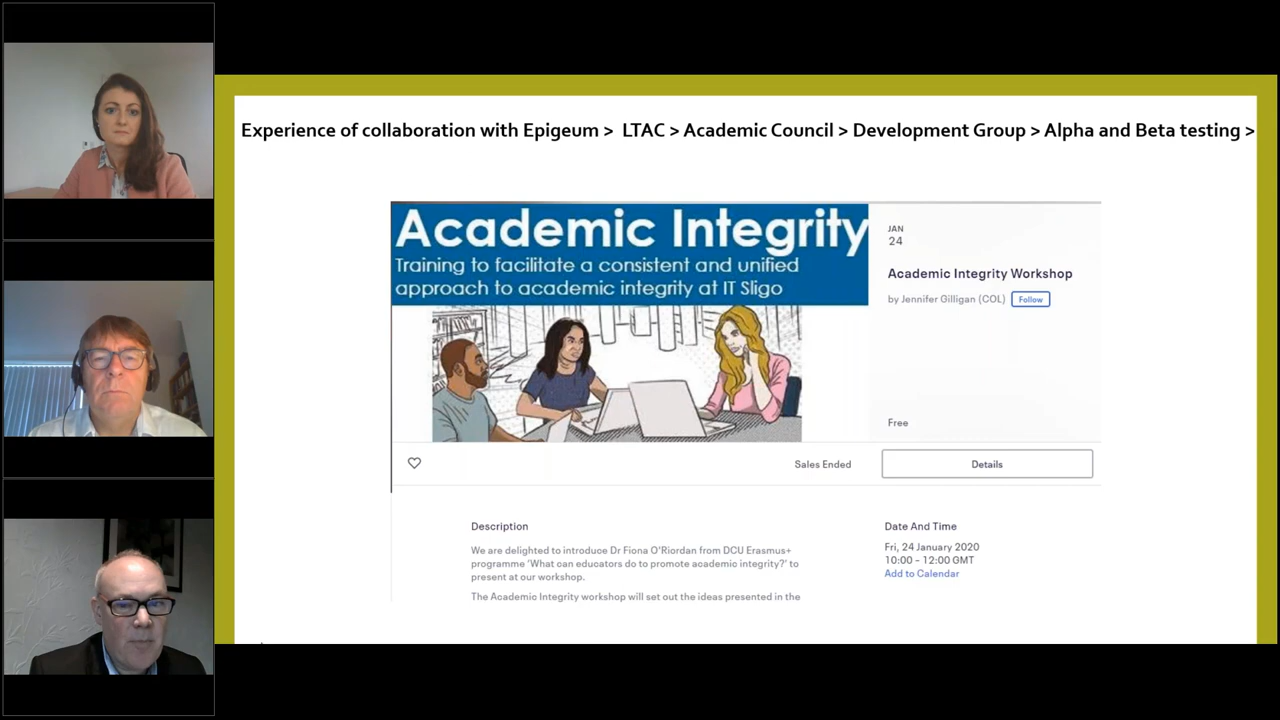 Experience of collaboration with Epigeum > LTAC > Academic Council > Development Group > Alpha and Beta testing >
Academic Integrity
Training to facilitate a consistent and unified
approach to academic integrity at IT Sligo
JAN
24
Academic Integrity Workshop
by Jennifer Gilligan (COL) Follow
Free
Sales Ended
Details
Description
We are delighted to introduce Dr Fiona O'Riordan from DCU Erasmus+
programme 'What can educators do to promote academic integrity?' to
present at our workshop.
The Academic Integrity workshop will set out the ideas presented in the
Date And Time
Fri, 24 January 2020
10:00 – 12:00 GMT
Add to Calendar